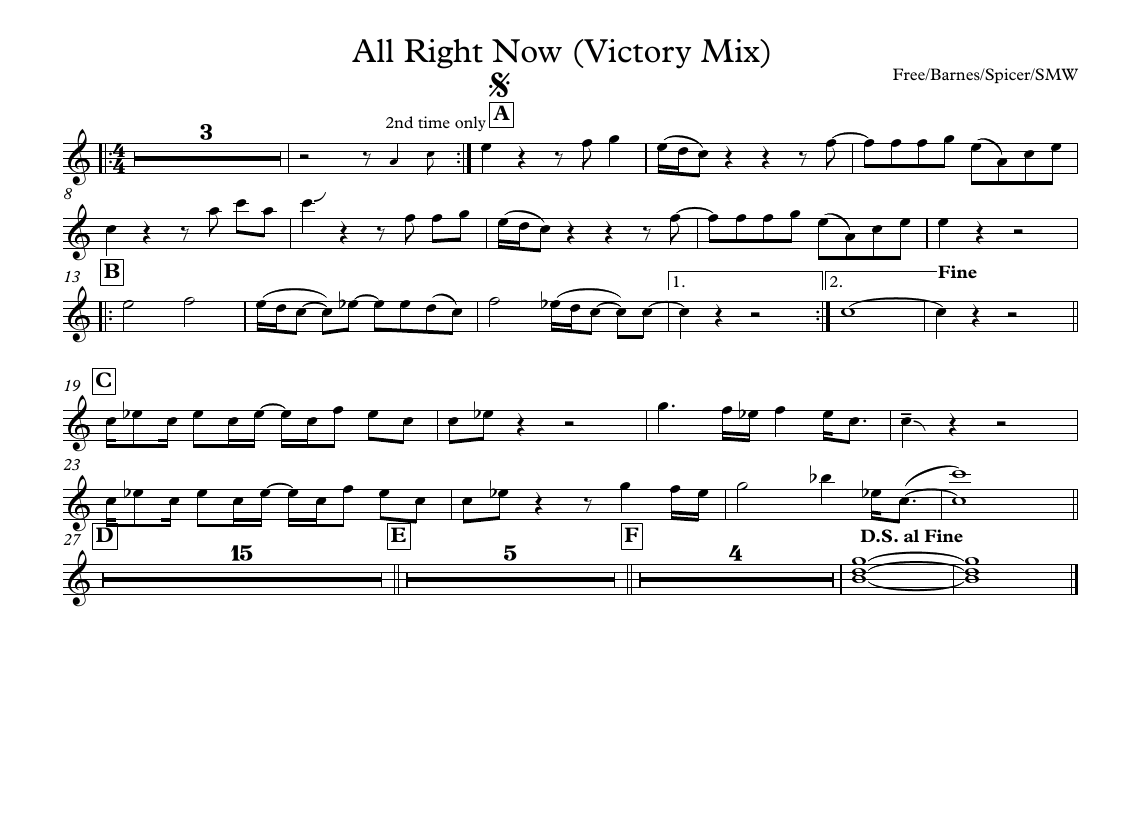 All Right Now (Victory Mix)
Free/Barnes/Spicer/SMW
3
2nd time only
A
4
4
8
13
B
1.
2.
Fine
19
C
23
27
D
15
E
5
F
4
D.S. al Fine